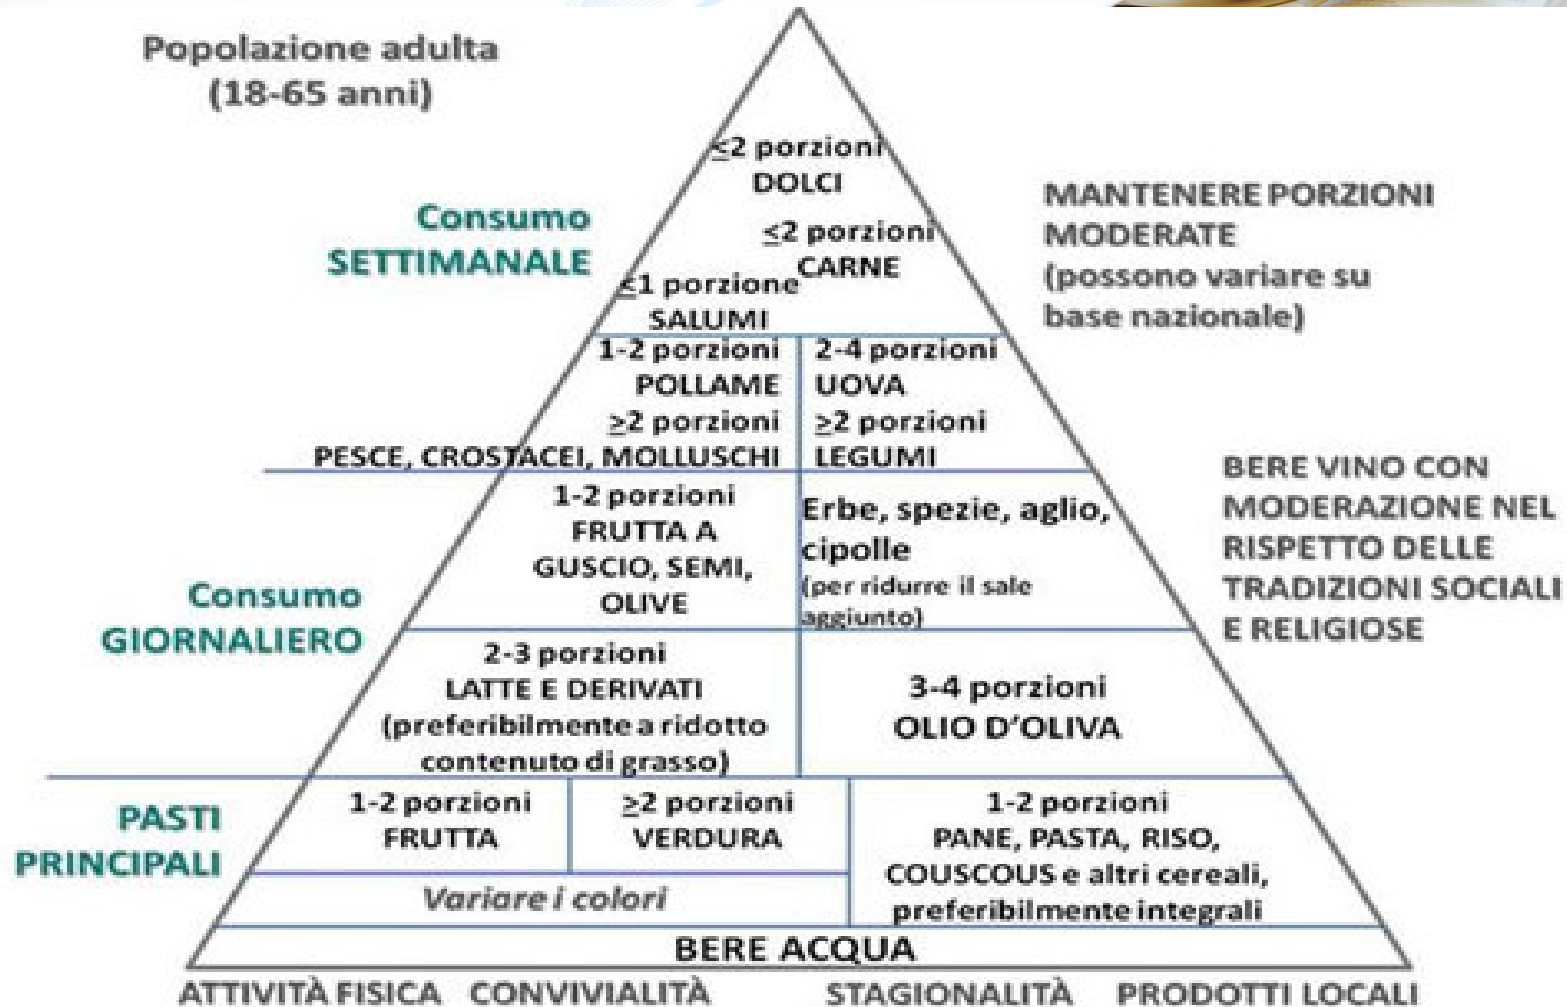 Popolazione adulta
(18-65 anni)
≤2 porzioni
DOLCI
Consumo
SETTIMANALE
≤2 porzioni
CARNE
≤1 porzione
SALUMI
MANTENERE PORZIONI
MODERATE
(possono variare su
base nazionale)
1-2 porzioni
POLLAME
≥2 porzioni
PESCE, CROSTACEI, MOLLUSCHI
2-4 porzioni
UOVA
≥2 porzioni
LEGUMI
BERE VINO CON
MODERAZIONE NEL
RISPETTO DELLE
TRADIZIONI SOCIALI
E RELIGIOSE
Consumo
GIORNALIERO
1-2 porzioni
FRUTTA A
GUSCIO, SEMI,
OLIVE
Erbe, spezie, aglio,
cipolle
(per ridurre il sale
aggiunto)
2-3 porzioni
LATTE E DERIVATI
(preferibilmente a ridotto
contenuto di grasso)
3-4 porzioni
OLIO D'OLIVA
PASTI
PRINCIPALI
1-2 porzioni
FRUTTA
≥2 porzioni
VERDURA
Variare i colori
1-2 porzioni
PANE, PASTA, RISO,
COUSCOUS e altri cereali,
preferibilmente integrali
BERE ACQUA
ATTIVITÀ FISICA CONVIVIALITÀ STAGIONALITÀ PRODOTTI LOCALI